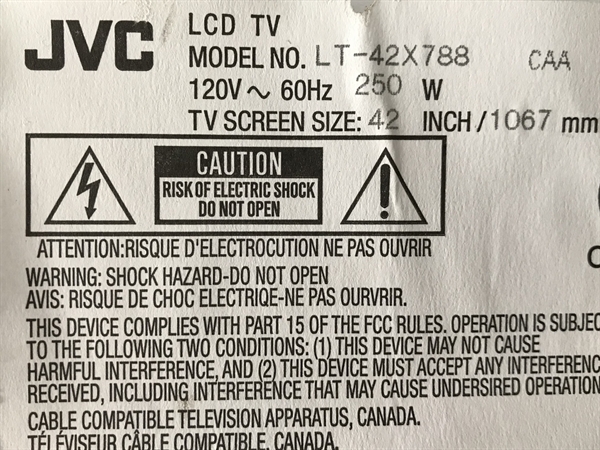 JVC
LCD TV
MODEL NO. LT-42X788 CAA
120V ~ 60Hz 250 W
TV SCREEN SIZE: 42 INCH/1067 mm
CAUTION
RISK OF ELECTRIC SHOCK
DO NOT OPEN
ATTENTION:RISQUE D'ELECTROCUTION NE PAS OUVRIR
WARNING: SHOCK HAZARD-DO NOT OPEN
AVIS: RISQUE DE CHOC ELECTRIQE-NE PAS OURVRIR.
THIS DEVICE COMPLIES WITH PART 15 OF THE FCC RULES. OPERATION IS SUBJEC
TO THE FOLLOWING TWO CONDITIONS: (1) THIS DEVICE MAY NOT CAUSE
HARMFUL INTERFERENCE, AND (2) THIS DEVICE MUST ACCEPT ANY INTERFERENC
RECEIVED, INCLUDING INTERFERENCE THAT MAY CAUSE UNDERSIRED OPERATION
CABLE COMPATIBLE TELEVISION APPARATUS, CANADA.
TÉLÉVISEUR CÂBLE COMPATIBLE, CANADA.